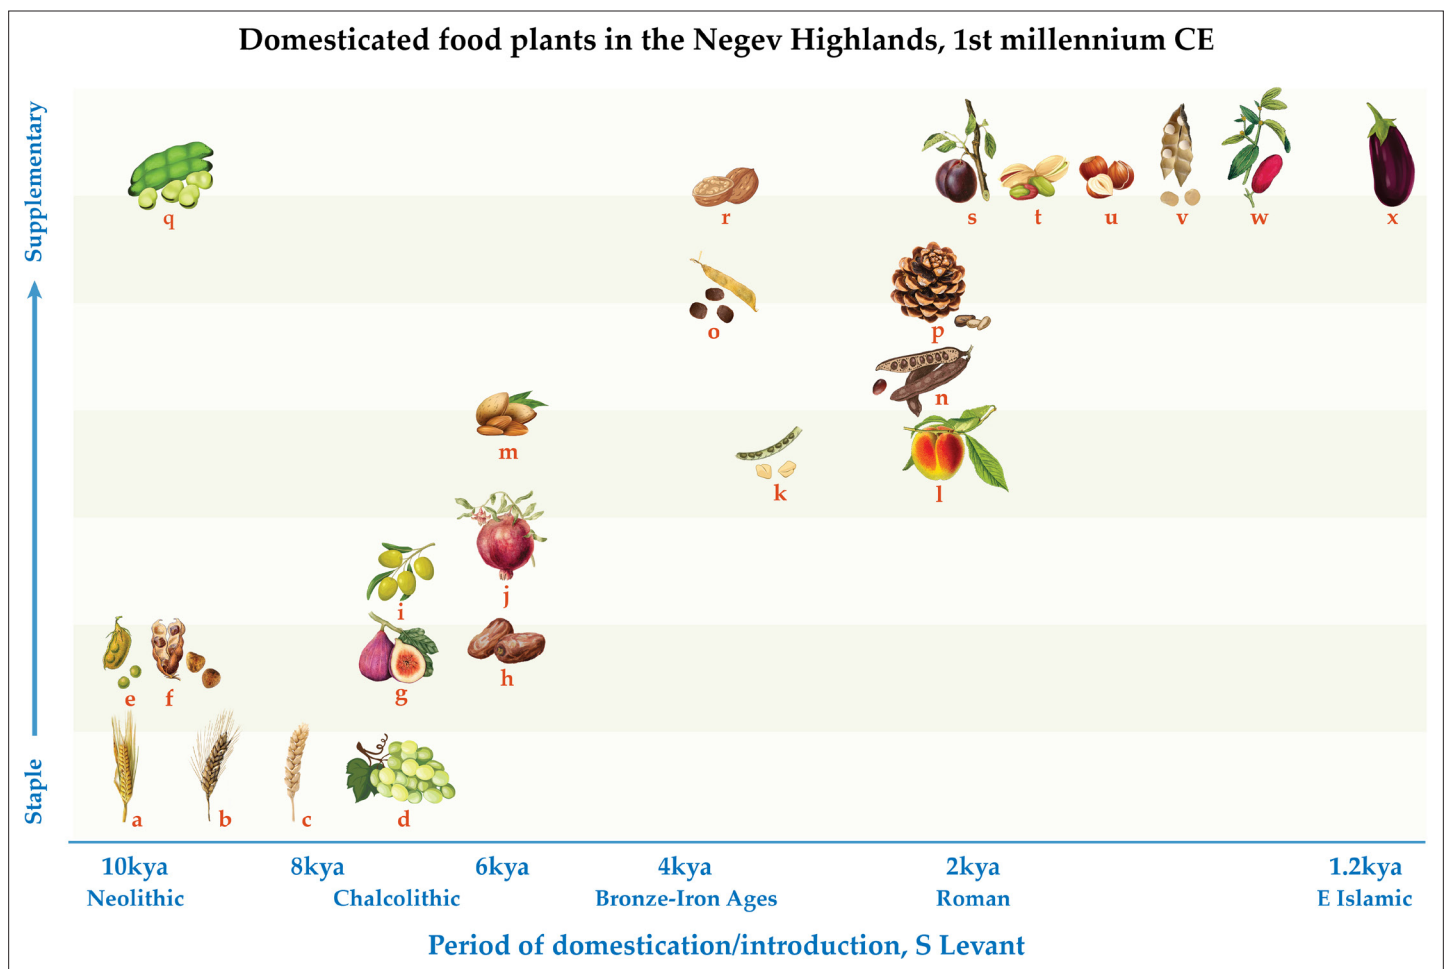 Domesticated food plants in the Negev Highlands, 1st millennium CE
Supplementary
Staple
q
r
s
t
u
v
w
x
o
p
n
m
k
l
j
i
e
f
g
h
a
b
c
d
10kya
8kya
6kya
4kya
2kya
1.2kya
Neolithic
Chalcolithic
Bronze-Iron Ages
Roman
E Islamic
Period of domestication/introduction, S Levant